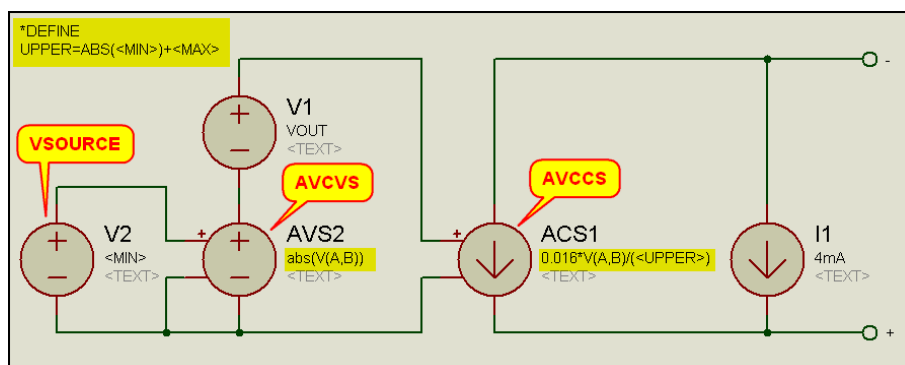 *DEFINE
UPPER=ABS(<MIN>)+<MAX>
-
V1
VOUT
<TEXT>
VSOURCE
AVCVS
AVCCS
V2
<MIN>
<TEXT>
AVS2
abs(V(A,B))
<TEXT>
ACS1
0.016*V(A,B)/(<UPPER>)
<TEXT>
I1
4mA
<TEXT>
+